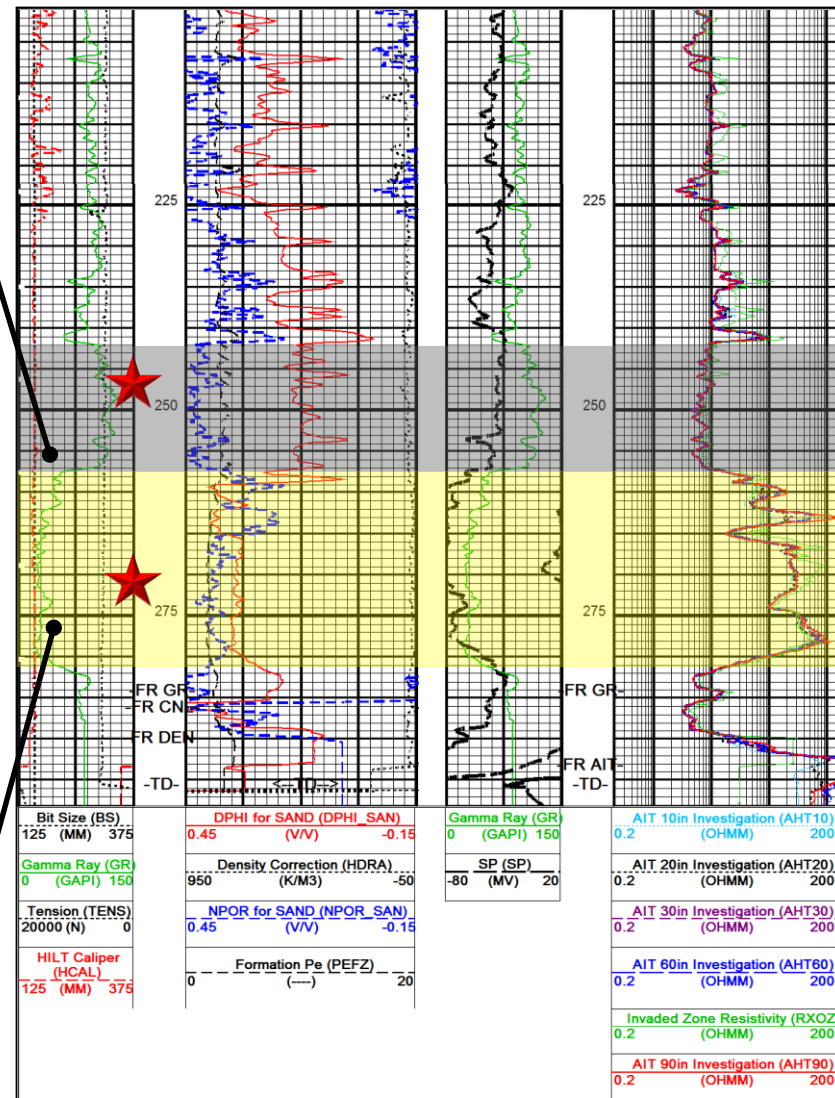 225
225
250
250
275
275
-FR GR-
-FR GR-
-FR CN-
FR DEN
-FR AIT-
-TD-
<--TD-->
-TD-
Bit Size (BS)
125 (MM) 375
Gamma Ray (GR)
0 (GAPI) 150
Tension (TENS)
20000 (N) 0
HILT Caliper
(HCAL)
125 (MM) 375
DPHI for SAND (DPHI_SAN)
0.45 (V/V) -0.15
Density Correction (HDRA)
950 (K/M3) -50
NPOR for SAND (NPOR_SAN)
0.45 (V/V) -0.15
Formation Pe (PEFZ)
0 (----) 20
Gamma Ray (GR)
0 (GAPI) 150
SP (SP)
-80 (MV) 20
AIT 10in Investigation (AHT10)
0.2 (OHMM) 200
AIT 20in Investigation (AHT20)
0.2 (OHMM) 200
AIT 30in Investigation (AHT30)
0.2 (OHMM) 200
AIT 60in Investigation (AHT60)
0.2 (OHMM) 200
Invaded Zone Resistivity (RXOZ
0.2 (OHMM) 200
AIT 90in Investigation (AHT90)
0.2 (OHMM) 200